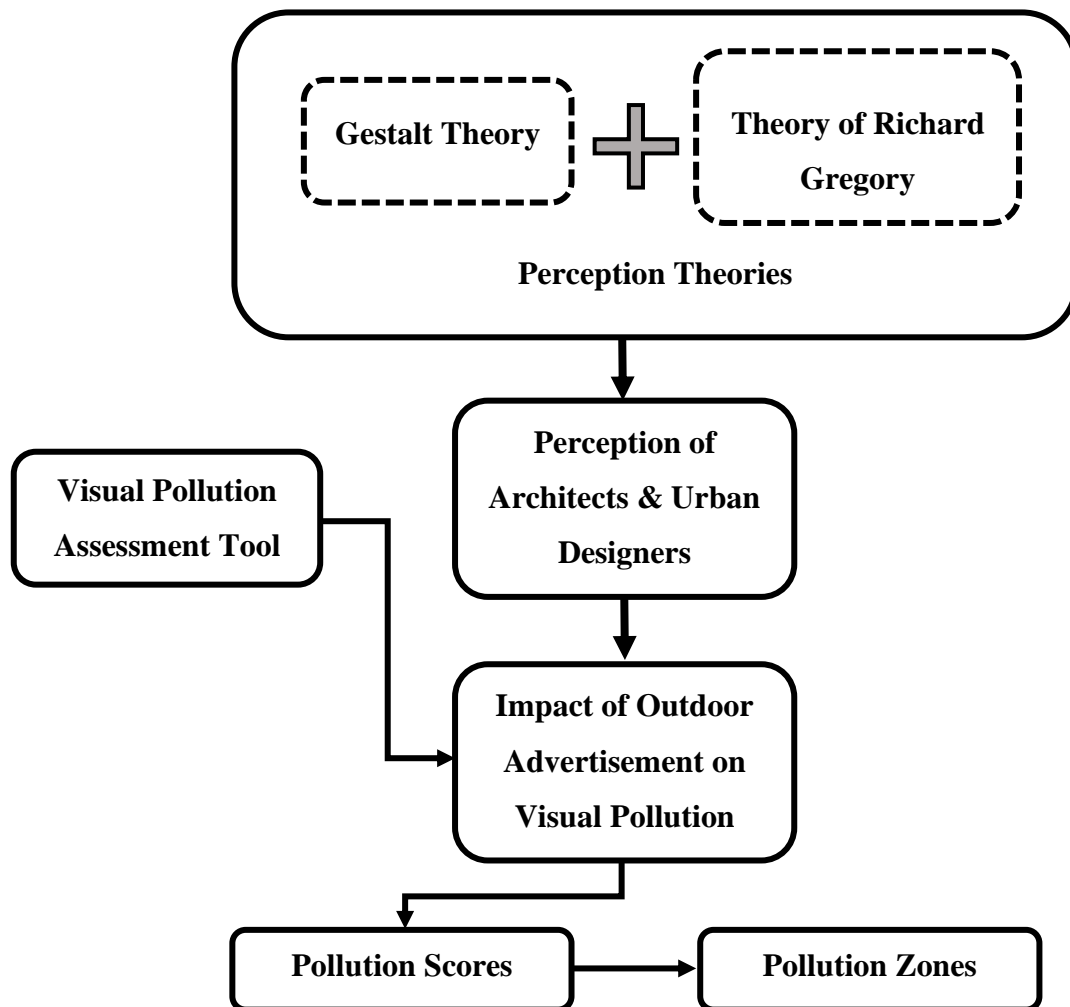 Gestalt Theory
Theory of Richard
Gregory
Perception Theories
Perception of
Architects & Urban
Designers
Visual Pollution
Assessment Tool
Impact of Outdoor
Advertisement on
Visual Pollution
Pollution Scores
Pollution Zones